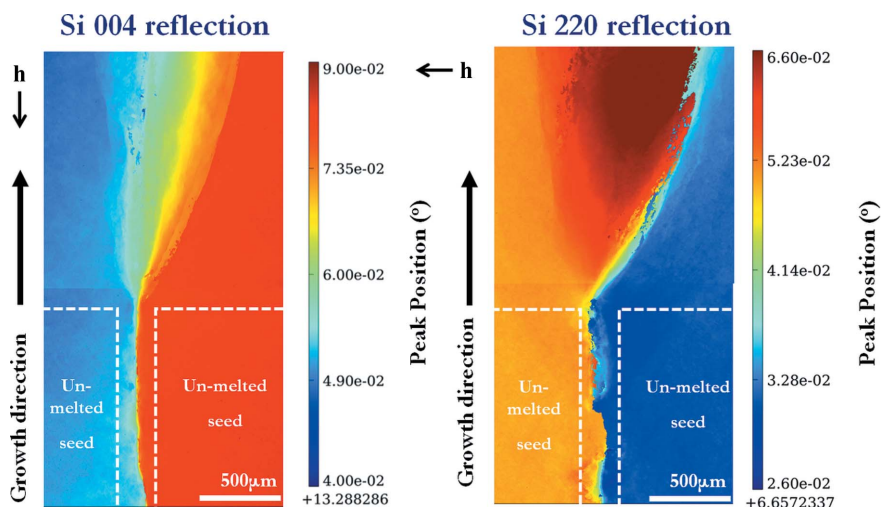 Si 004 reflection
h
Growth direction
Un-
melted
seed
Un-melted
seed
500μm
9.00e-02
7.35e-02
6.00e-02
4.90e-02
4.00e-02
+13.288286
Peak Position (°)
Si 220 reflection
h
Growth direction
Un-
melted
seed
Un-melted
seed
500μm
6.60e-02
5.23e-02
4.14e-02
3.28e-02
2.60e-02
+6.6572337
Peak Position (°)